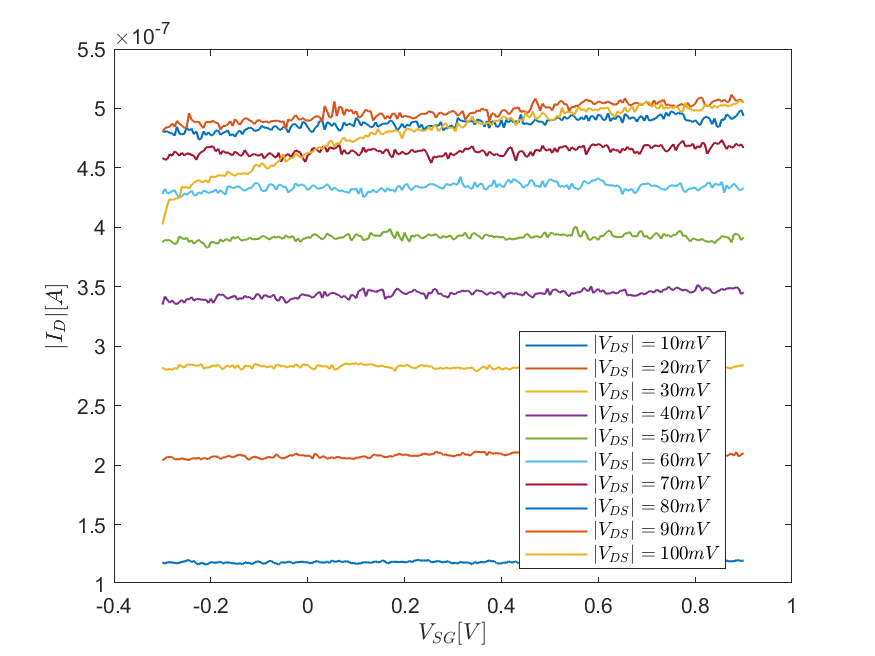 ×10⁻⁷
5.5
5
4.5
4
3.5
3
2.5
2
1.5
1
|I_D|[A]
-0.4 -0.2 0 0.2 0.4 0.6 0.8 1
V_SG[V]
|V_DS| = 10mV
|V_DS| = 20mV
|V_DS| = 30mV
|V_DS| = 40mV
|V_DS| = 50mV
|V_DS| = 60mV
|V_DS| = 70mV
|V_DS| = 80mV
|V_DS| = 90mV
|V_DS| = 100mV